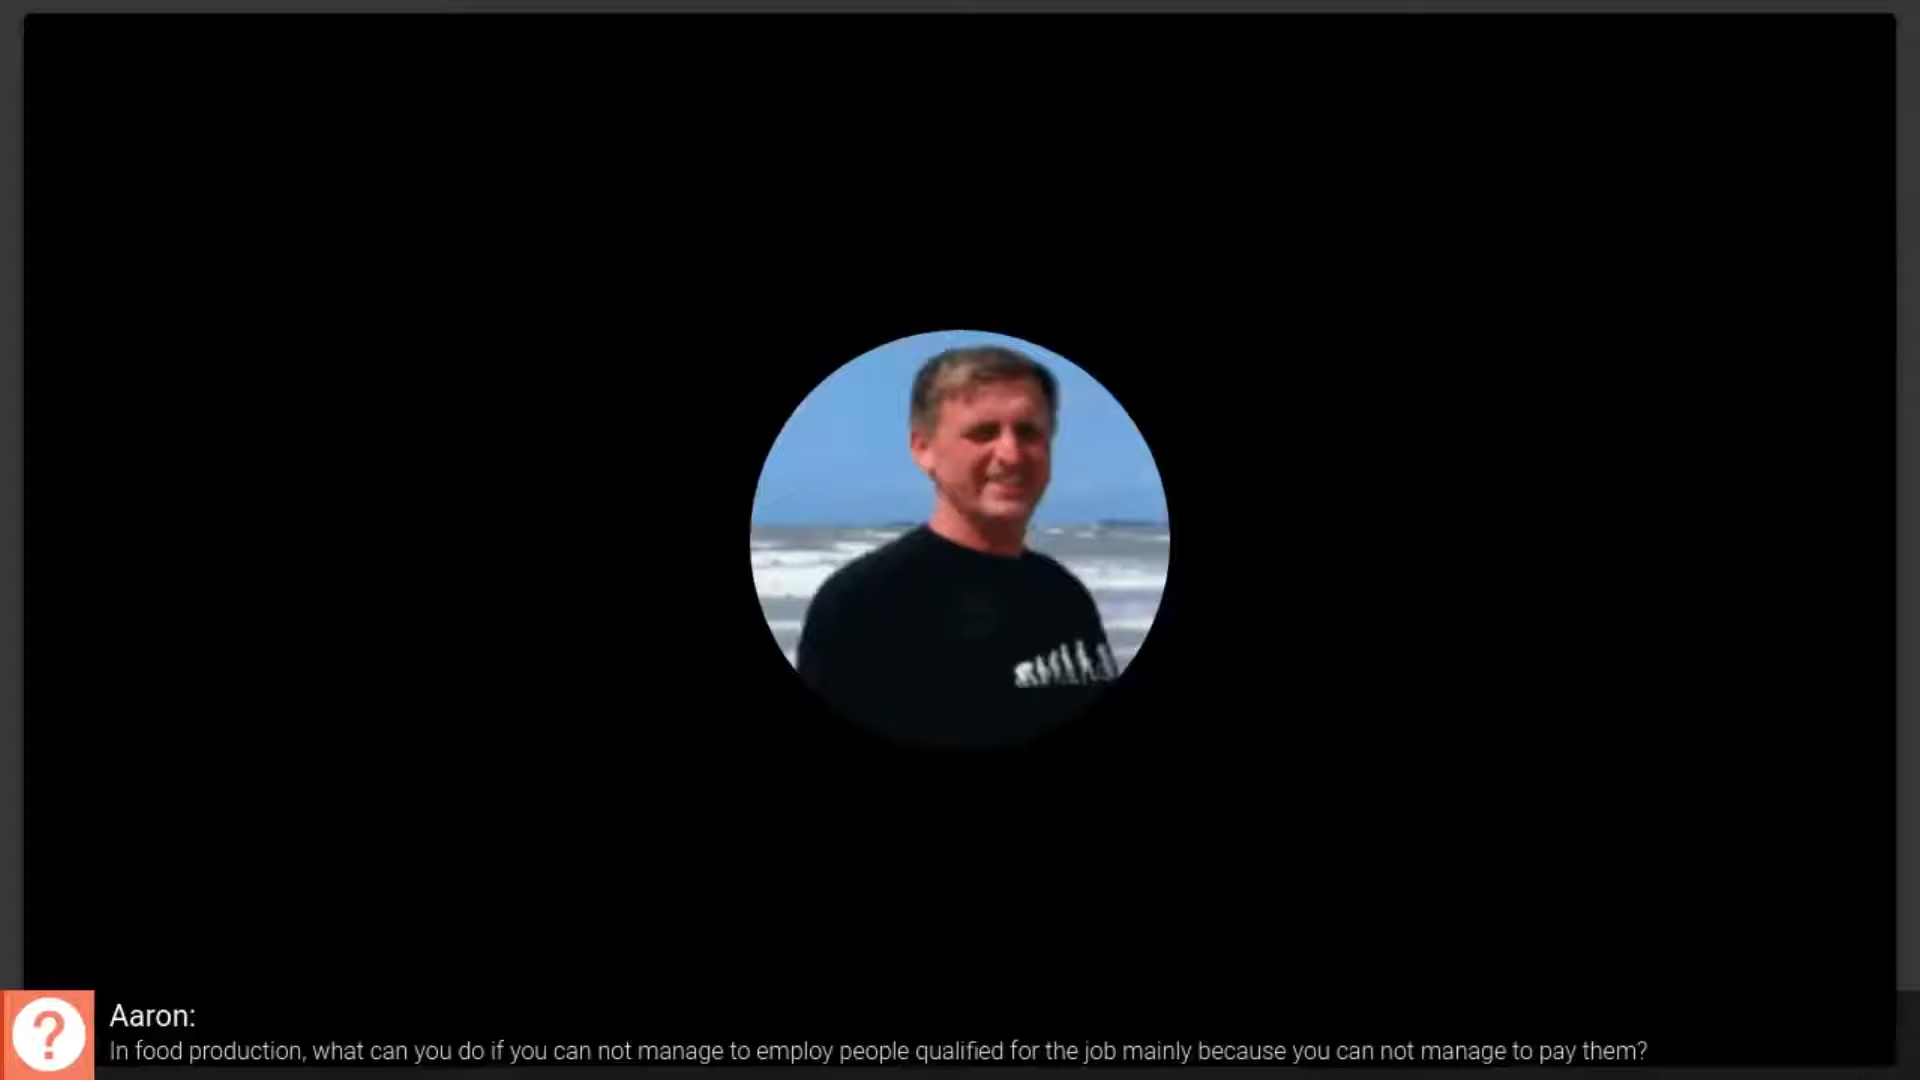 ?
Aaron:
In food production, what can you do if you can not manage to employ people qualified for the job mainly because you can not manage to pay them?